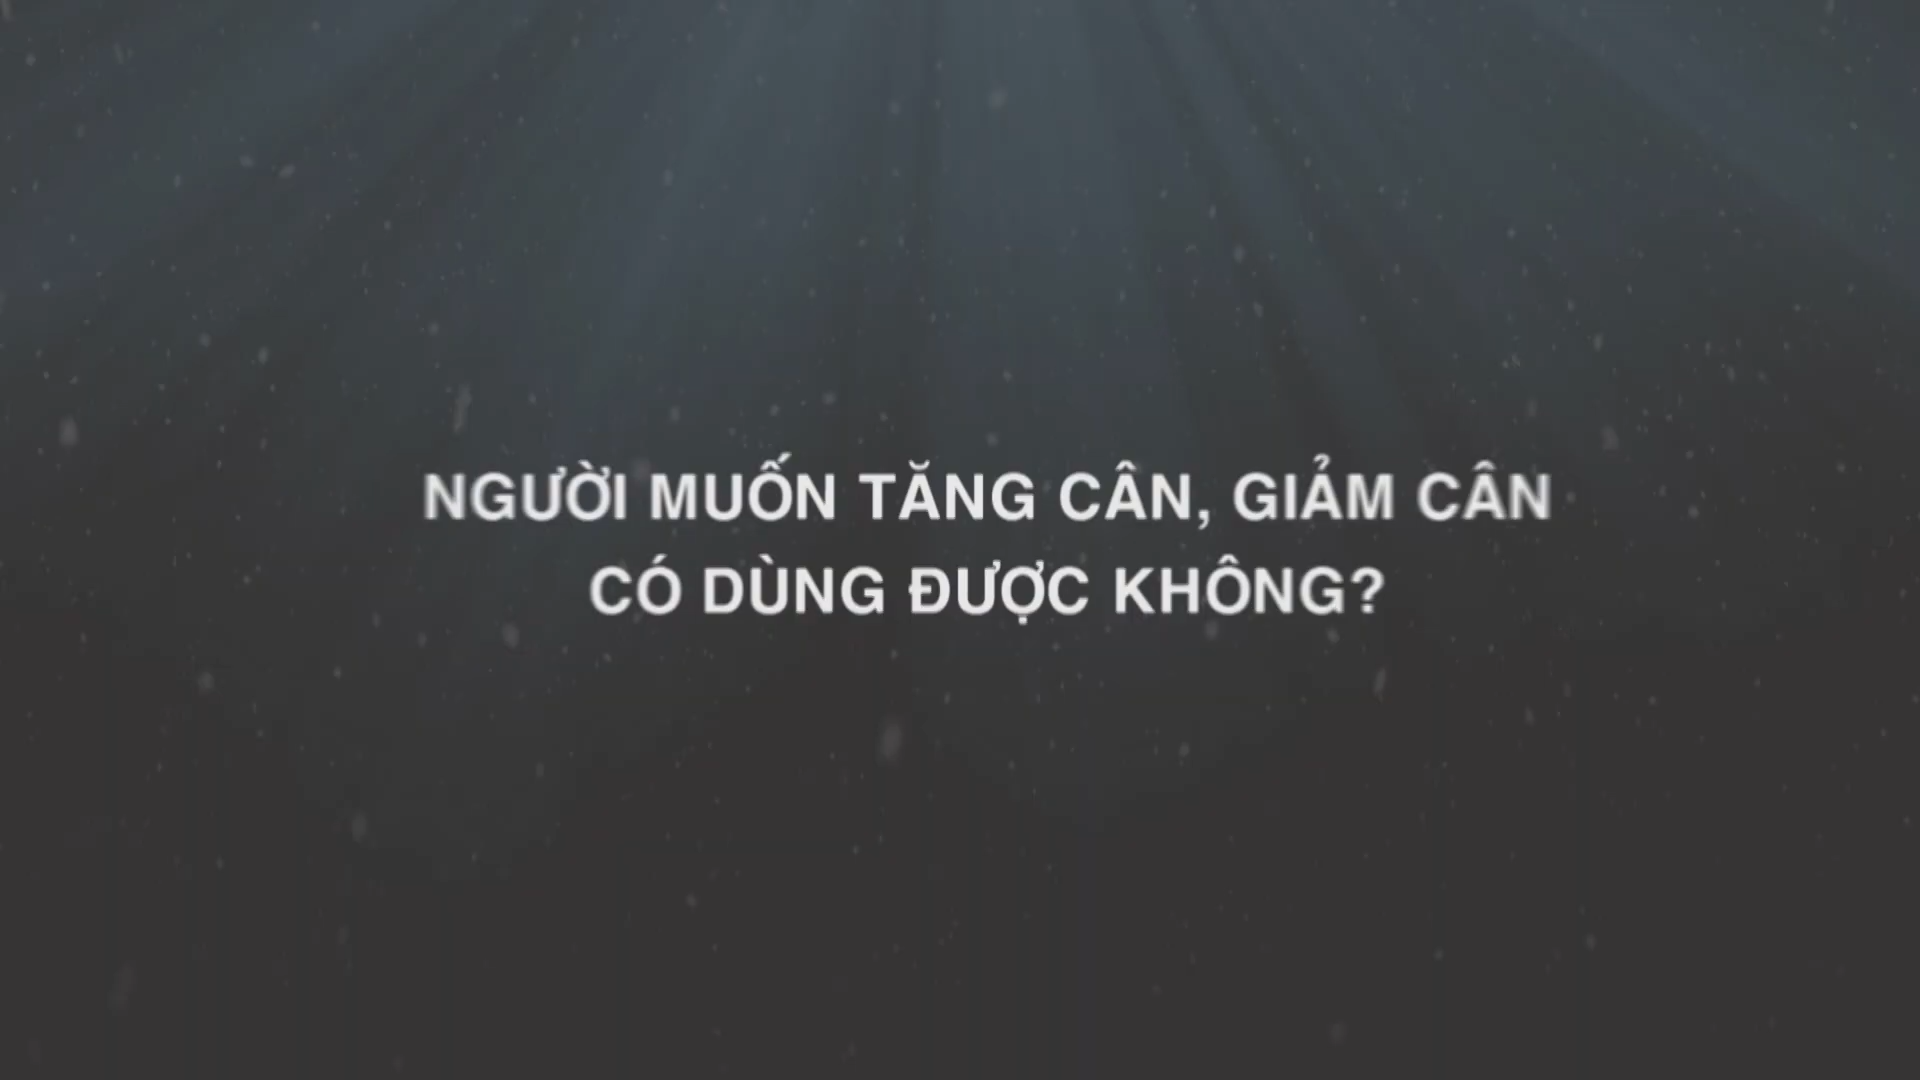 NGƯỜI MUỐN TĂNG CÂN, GIẢM CÂN
CÓ DÙNG ĐƯỢC KHÔNG?